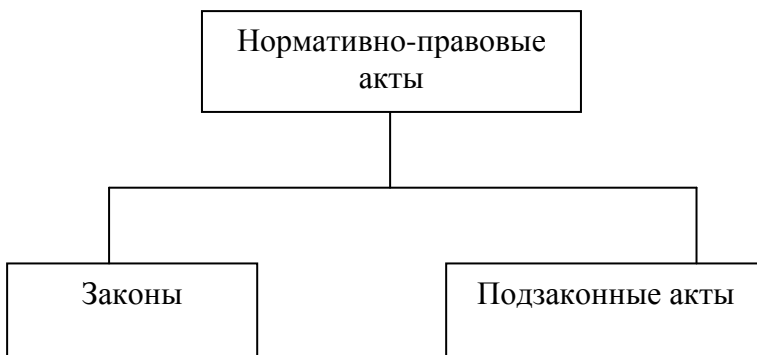 Нормативно-правовые
акты
Законы
Подзаконные акты